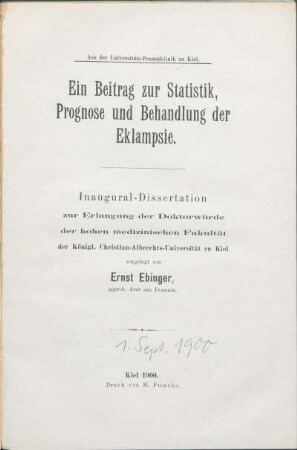 Aus der Universitäts-Frauenklinik zu Kiel.
Ein Beitrag zur Statistik,
Prognose und Behandlung der
Eklampsie.
Inaugural-Dissertation
zur Erlangung der Doktorwürde
der hohen medizinischen Fakultät
der Königl. Christian-Albrechts-Universität zu Kiel
vorgelegt von
Ernst Ebinger,
approb. Arzt aus
1. Sept. 1900
Kiel 1900.
Druck von H. Fiencke.